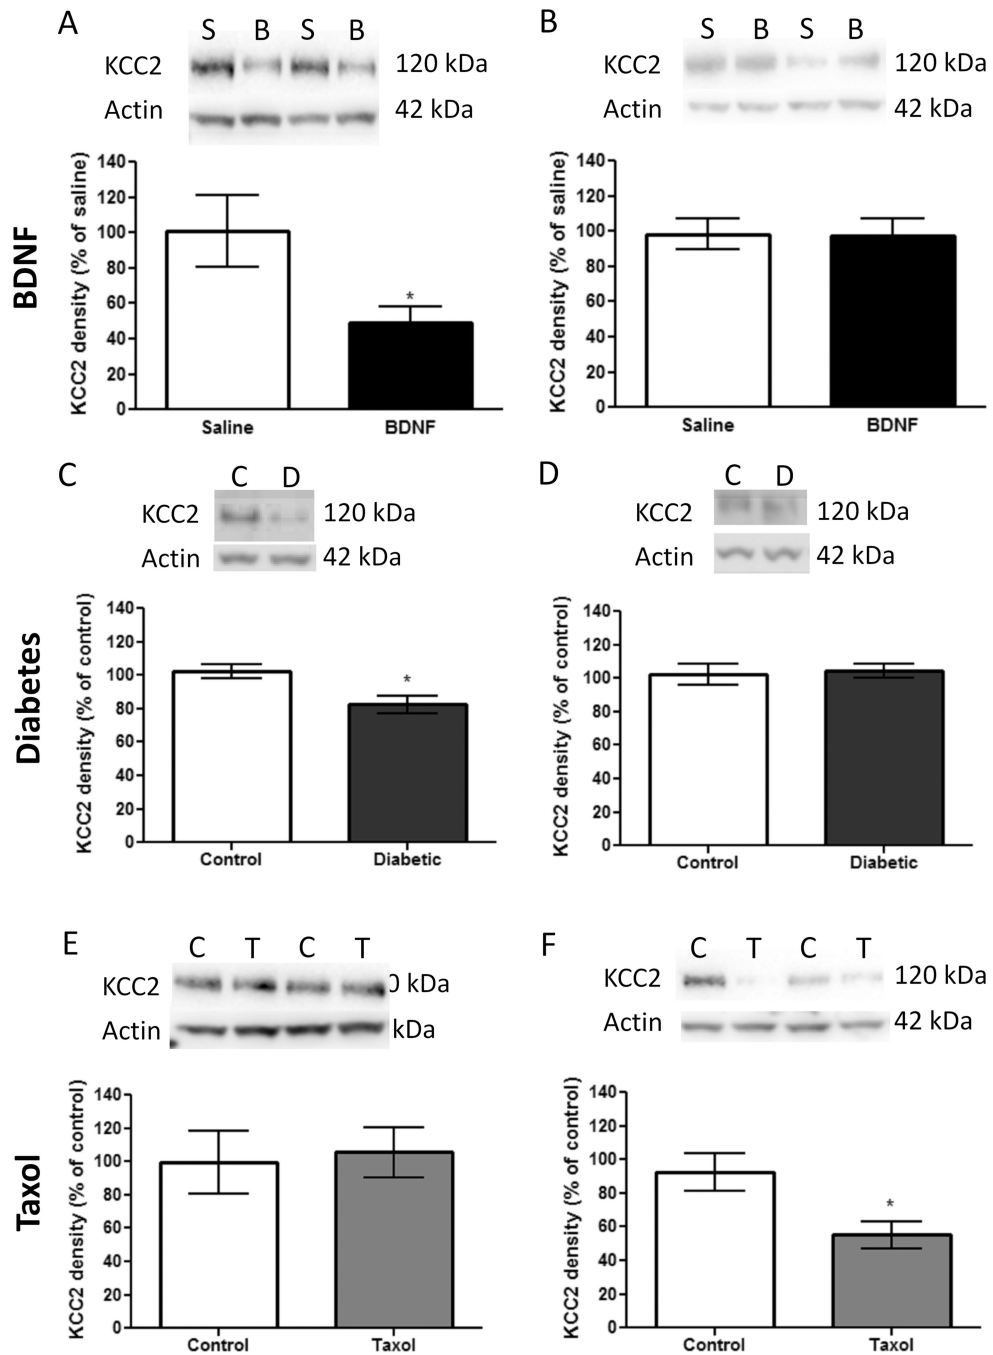 A
S B S B
KCC2
120 kDa
Actin
42 kDa
KCC2 density (% of saline)
140
120
100
80
60
40
20
0
*
Saline
BDNF
B
S B S B
KCC2
120 kDa
Actin
42 kDa
KCC2 density (% of saline)
140
120
100
80
60
40
20
0
Saline
BDNF
BDNF
C
C D
KCC2
120 kDa
Actin
42 kDa
KCC2 density (% of control)
140
120
100
80
60
40
20
0
*
Control
Diabetic
D
C D
KCC2
120 kDa
Actin
42 kDa
KCC2 density (% of control)
140
120
100
80
60
40
20
0
Control
Diabetic
Diabetes
E
C T C T
KCC2
0 kDa
Actin
kDa
KCC2 density (% of control)
140
120
100
80
60
40
20
0
Control
Taxol
F
C T C T
KCC2
120 kDa
Actin
42 kDa
KCC2 density (% of control)
140
120
100
80
60
40
20
0
*
Control
Taxol
Taxol